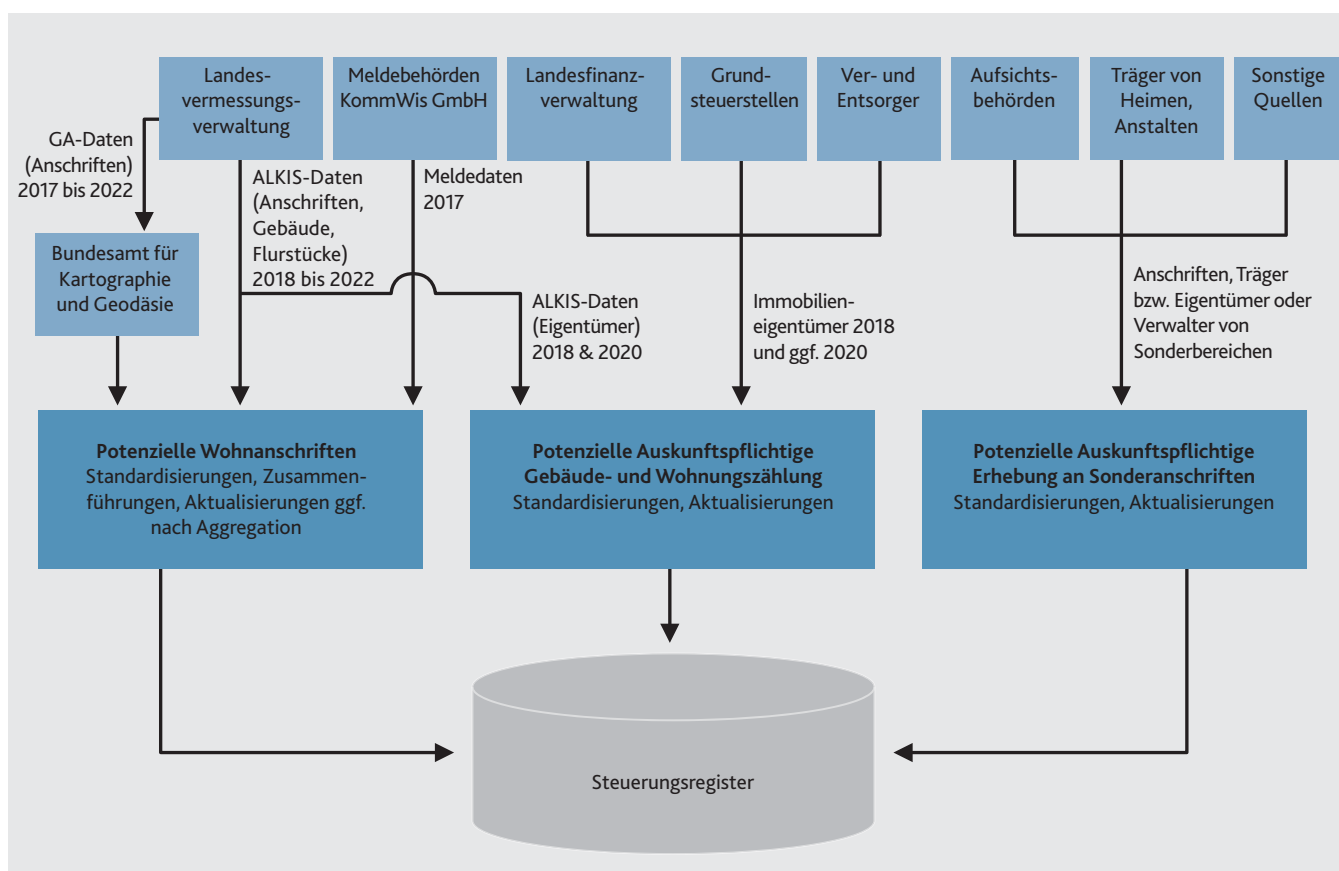 Landes-
vermessungs-
verwaltung
Meldebehörden
KommWis GmbH
Landesfinanz-
verwaltung
Grund-
steuerstellen
Ver- und
Entsorger
Aufsichts-
behörden
Träger von
Heimen,
Anstalten
Sonstige
Quellen
GA-Daten
(Anschriften)
2017 bis 2022
ALKIS-Daten
(Anschriften,
Gebäude,
Flurstücke)
2018 bis 2022
Meldedaten
2017
Bundesamt für
Kartographie
und Geodäsie
ALKIS-Daten
(Eigentümer)
2018 & 2020
Immobilien-
eigentümer 2018
und ggf. 2020
Anschriften, Träger
bzw. Eigentümer oder
Verwalter von
Sonderbereichen
Potenzielle Wohnanschriften
Standardisierungen, Zusammen-
führungen, Aktualisierungen ggf.
nach Aggregation
Potenzielle Auskunftspflichtige
Gebäude- und Wohnungszählung
Standardisierungen, Aktualisierungen
Potenzielle Auskunftspflichtige
Erhebung an Sonderanschriften
Standardisierungen, Aktualisierungen
Steuerungsregister